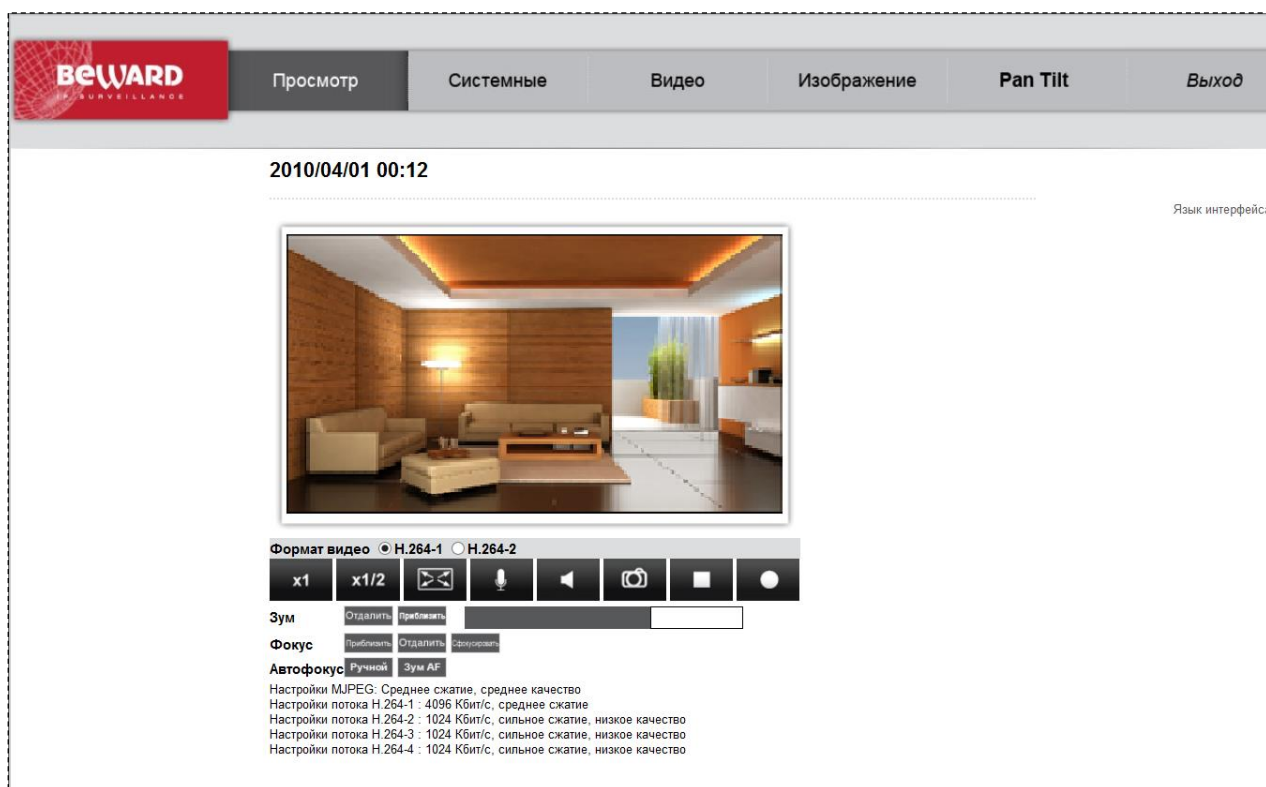 BEWARD
IP SURVEILLANCE
Просмотр Системные Видео Изображение Pan Tilt Выход
2010/04/01 00:12
Язык интерфейса
Формат видео H.264-1 H.264-2
x1 x1/2
Зум Отдалить Приблизить
Фокус Приблизить Отдалить Сфокусировать
Автофокус Ручной Зум AF
Настройки MJPEG: Среднее сжатие, среднее качество
Настройки потока H.264-1 : 4096 Кбит/с, среднее сжатие
Настройки потока H.264-2 : 1024 Кбит/с, сильное сжатие, низкое качество
Настройки потока H.264-3 : 1024 Кбит/с, сильное сжатие, низкое качество
Настройки потока H.264-4 : 1024 Кбит/с, сильное сжатие, низкое качество